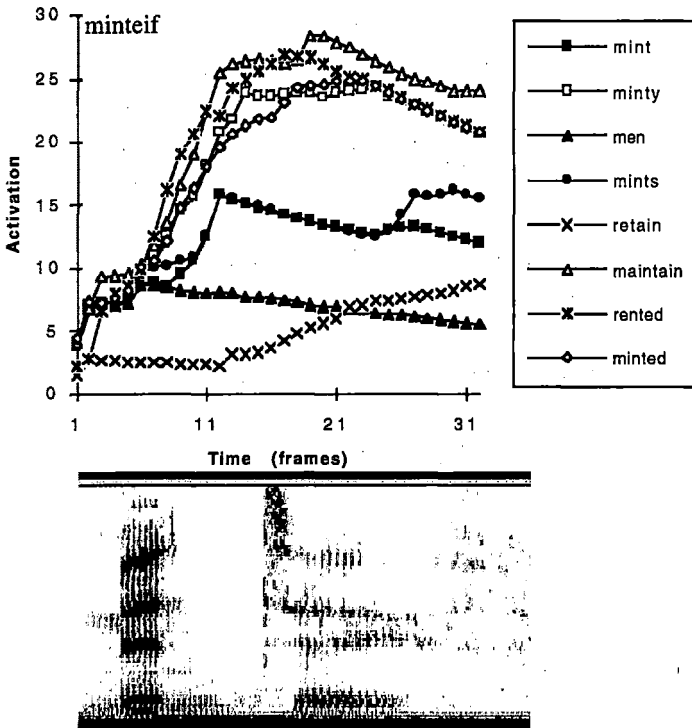 minteif
30
25
20
15
10
5
0
Activation
1 11 21 31
Time (frames)
mint
minty
men
mints
retain
maintain
rented
minted